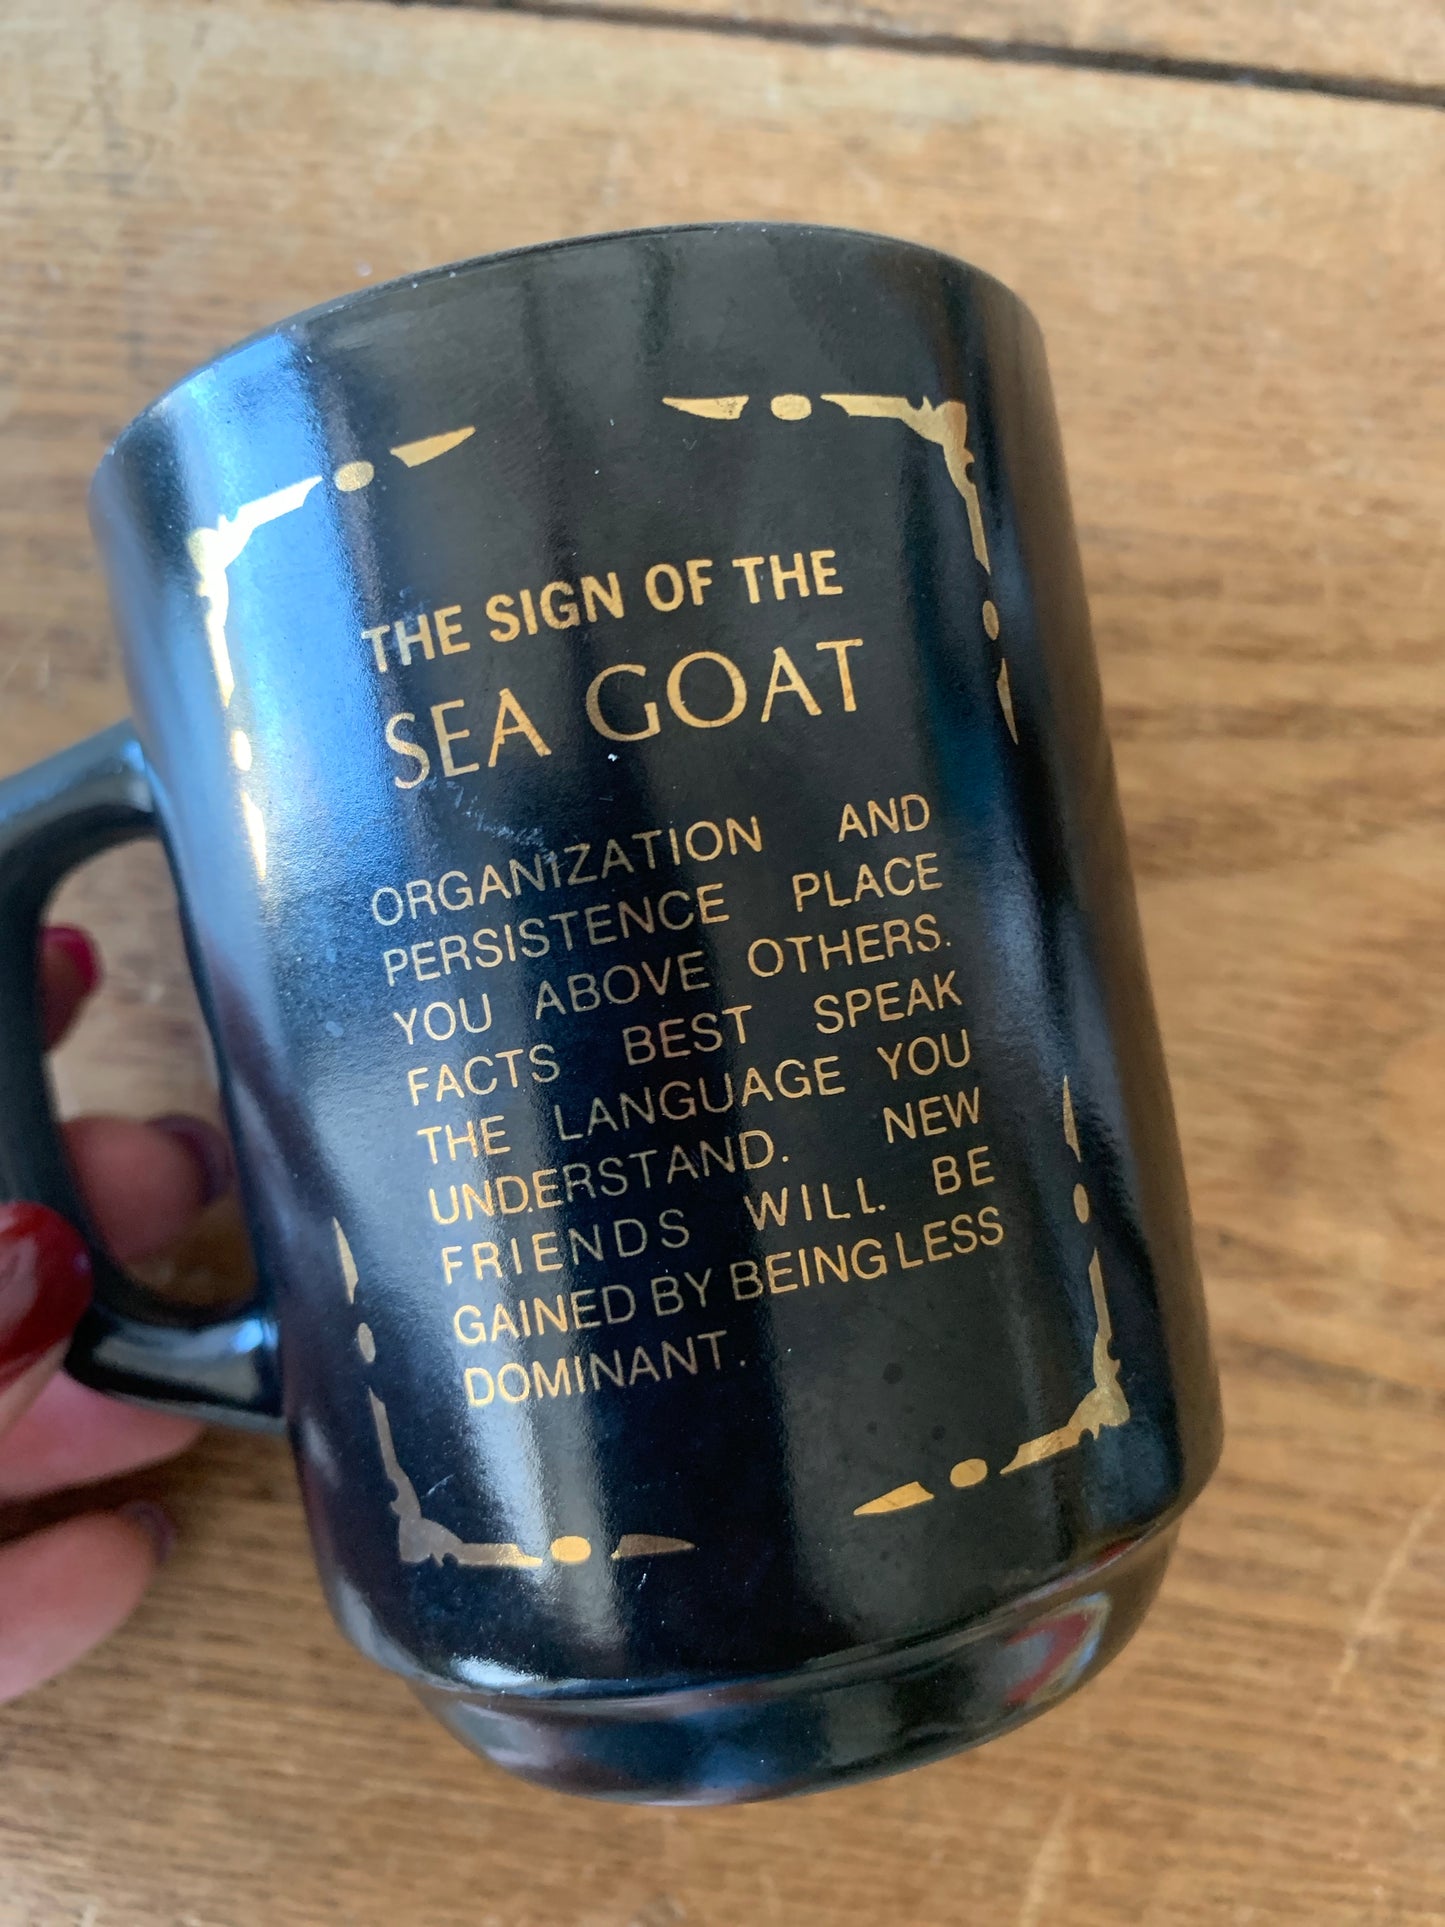 THE SIGN OF THE
SEA GOAT
ORGANIZATION AND
PERSISTENCE PLACE
YOU ABOVE OTHERS.
FACTS BEST SPEAK
THE LANGUAGE YOU
UNDERSTAND. NEW
FRIENDS WILL BE
GAINED BY BEING LESS
DOMINANT.